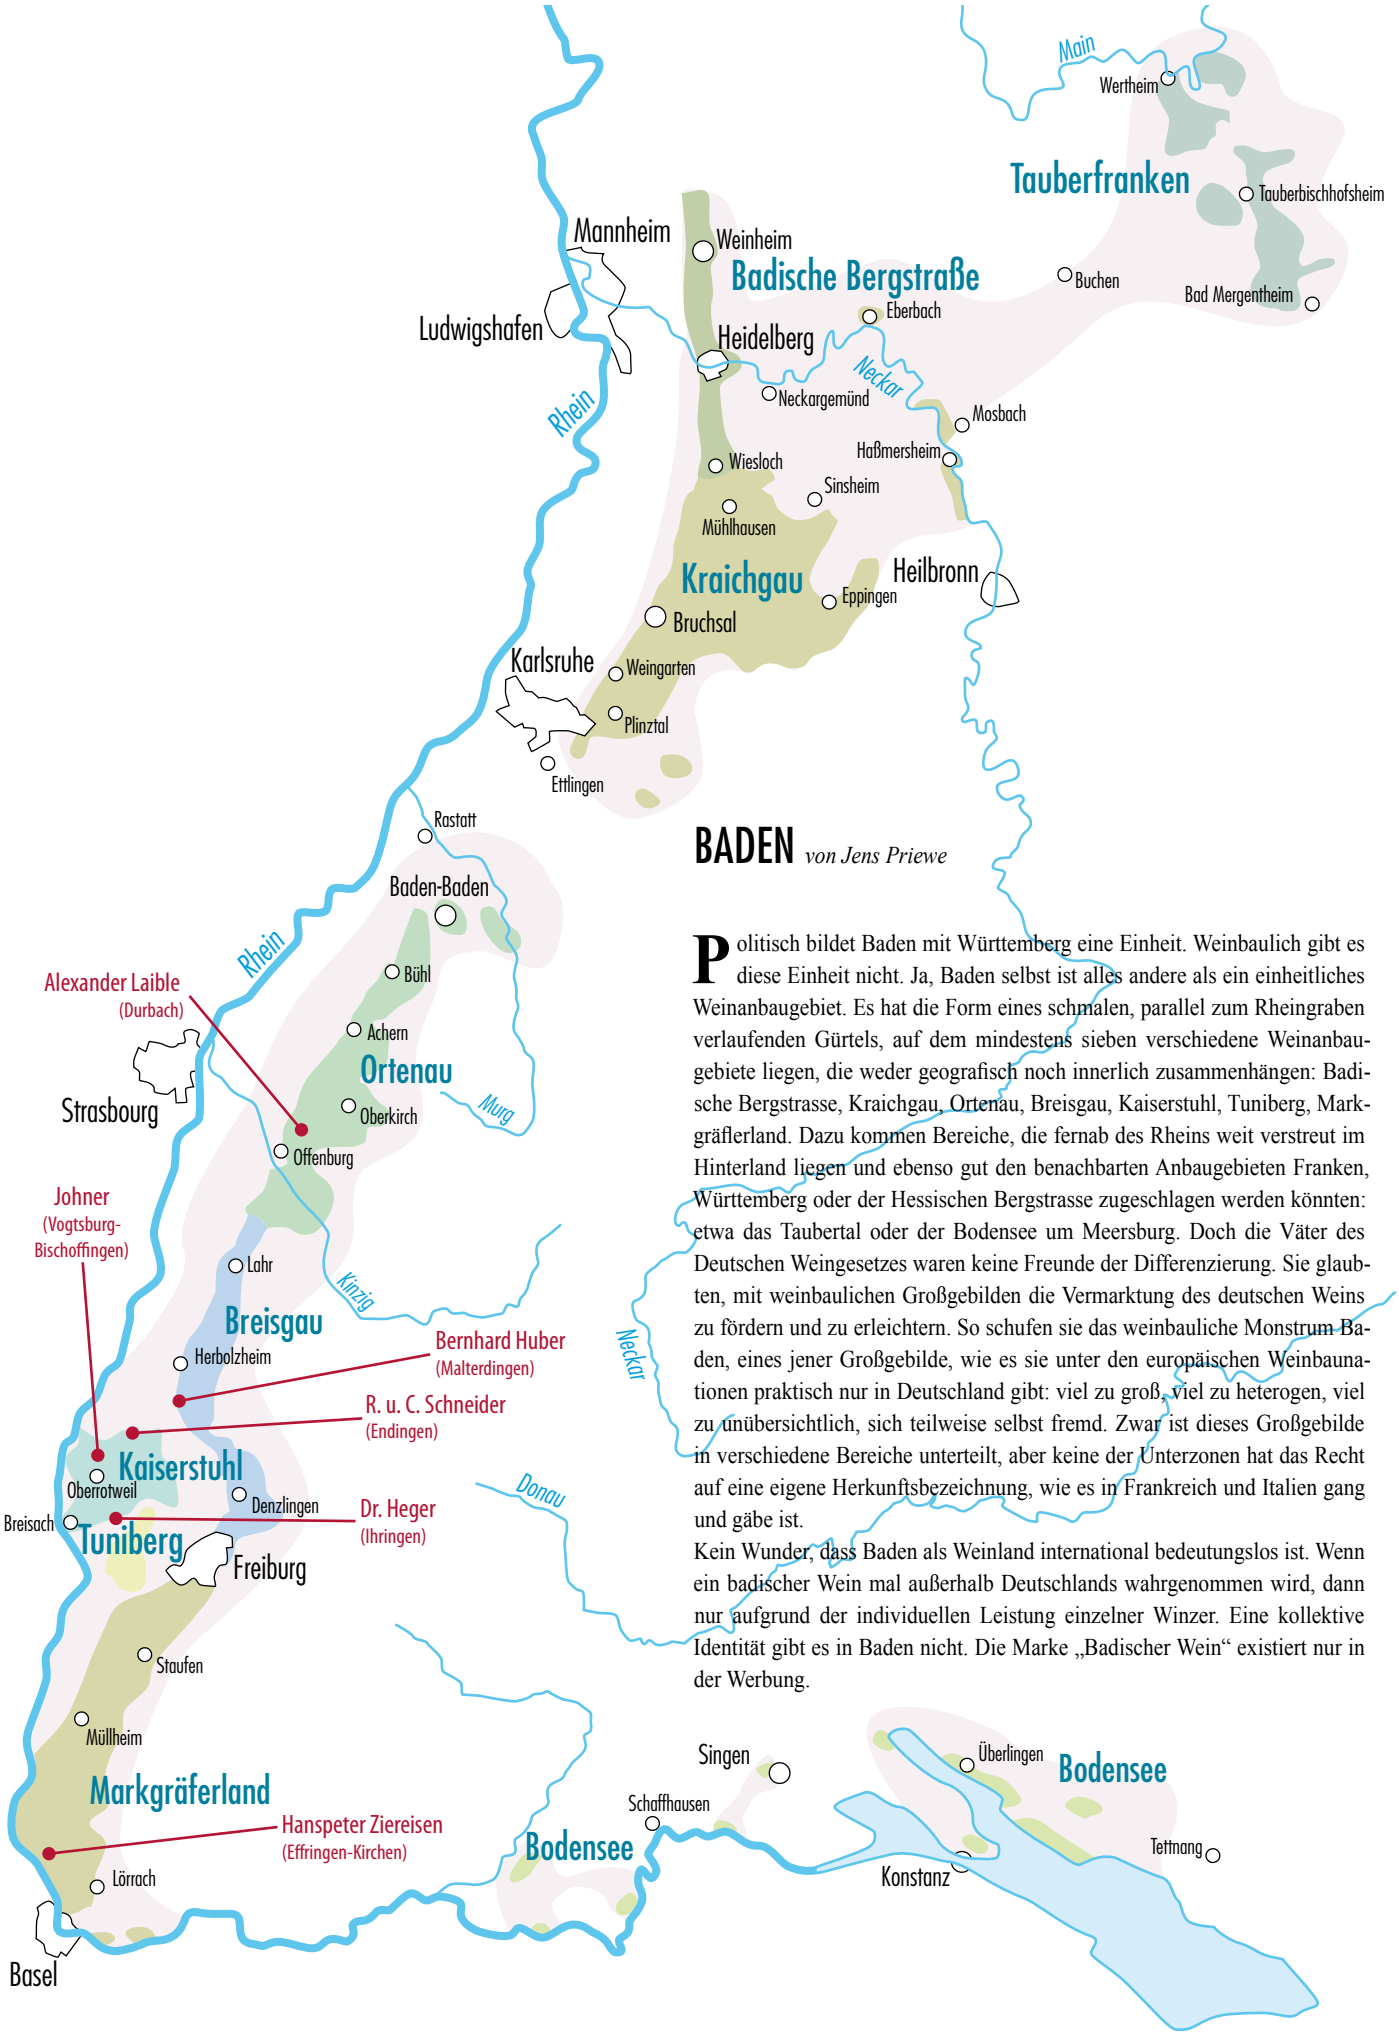 Main
Wertheim
Tauberfranken
Tauberbischofsheim
Mannheim
Weinheim
Badische Bergstraße
Buchen
Bad Mergentheim
Eberbach
Ludwigshafen
Heidelberg
Neckar
Neckargemünd
Rhein
Mosbach
Haßmersheim
Wiesloch
Sinsheim
Mühlhausen
Kraichgau
Heilbronn
Eppingen
Bruchsal
Karlsruhe
Weingarten
Plinztal
Ettlingen
Rastatt
Baden-Baden
Rhein
Bühl
Alexander Laible
(Durbach)
Achern
Ortenau
Strasbourg
Murg
Oberkirch
Offenburg
Johner
(Vogtsburg-
Bischoffingen)
Lahr
Kinzig
Breisgau
Herbolzheim
Bernhard Huber
(Malterdingen)
Neckar
R. u. C. Schneider
(Endingen)
Kaiserstuhl
Oberrotweil
Denzlingen
Donau
Dr. Heger
(Ihringen)
Breisach
Tuniberg
Freiburg
Staufen
Müllheim
Markgräferland
Hanspeter Ziereisen
(Effringen-Kirchen)
Lörrach
Basel
BADEN von Jens Priewe
Politisch bildet Baden mit Württemberg eine Einheit. Weinbaulich gibt es
diese Einheit nicht. Ja, Baden selbst ist alles andere als ein einheitliches
Weinanbaugebiet. Es hat die Form eines schmalen, parallel zum Rheingraben
verlaufenden Gürtels, auf dem mindestens sieben verschiedene Weinanbau-
gebiete liegen, die weder geografisch noch innerlich zusammenhängen: Badi-
sche Bergstrasse, Kraichgau, Ortenau, Breisgau, Kaiserstuhl, Tuniberg, Mark-
gräflerland. Dazu kommen Bereiche, die fernab des Rheins weit verstreut im
Hinterland liegen und ebenso gut den benachbarten Anbaugebieten Franken,
Württemberg oder der Hessischen Bergstrasse zugeschlagen werden könnten:
etwa das Taubertal oder der Bodensee um Meersburg. Doch die Väter des
Deutschen Weingesetzes waren keine Freunde der Differenzierung. Sie glaub-
ten, mit weinbaulichen Großgebilden die Vermarktung des deutschen Weins
zu fördern und zu erleichtern. So schufen sie das weinbauliche Monstrum Ba-
den, eines jener Großgebilde, wie es sie unter den europäischen Weinbauna-
tionen praktisch nur in Deutschland gibt: viel zu groß, viel zu heterogen, viel
zu unübersichtlich, sich teilweise selbst fremd. Zwar ist dieses Großgebilde
in verschiedene Bereiche unterteilt, aber keine der Unterzonen hat das Recht
auf eine eigene Herkunftsbezeichnung, wie es in Frankreich und Italien gang
und gäbe ist.
Kein Wunder, dass Baden als Weinland international bedeutungslos ist. Wenn
ein badischer Wein mal außerhalb Deutschlands wahrgenommen wird, dann
nur aufgrund der individuellen Leistung einzelner Winzer. Eine kollektive
Identität gibt es in Baden nicht. Die Marke „Badischer Wein“ existiert nur in
der Werbung.
Singen
Schaffhausen
Bodensee
Überlingen
Bodensee
Tettnang
Konstanz